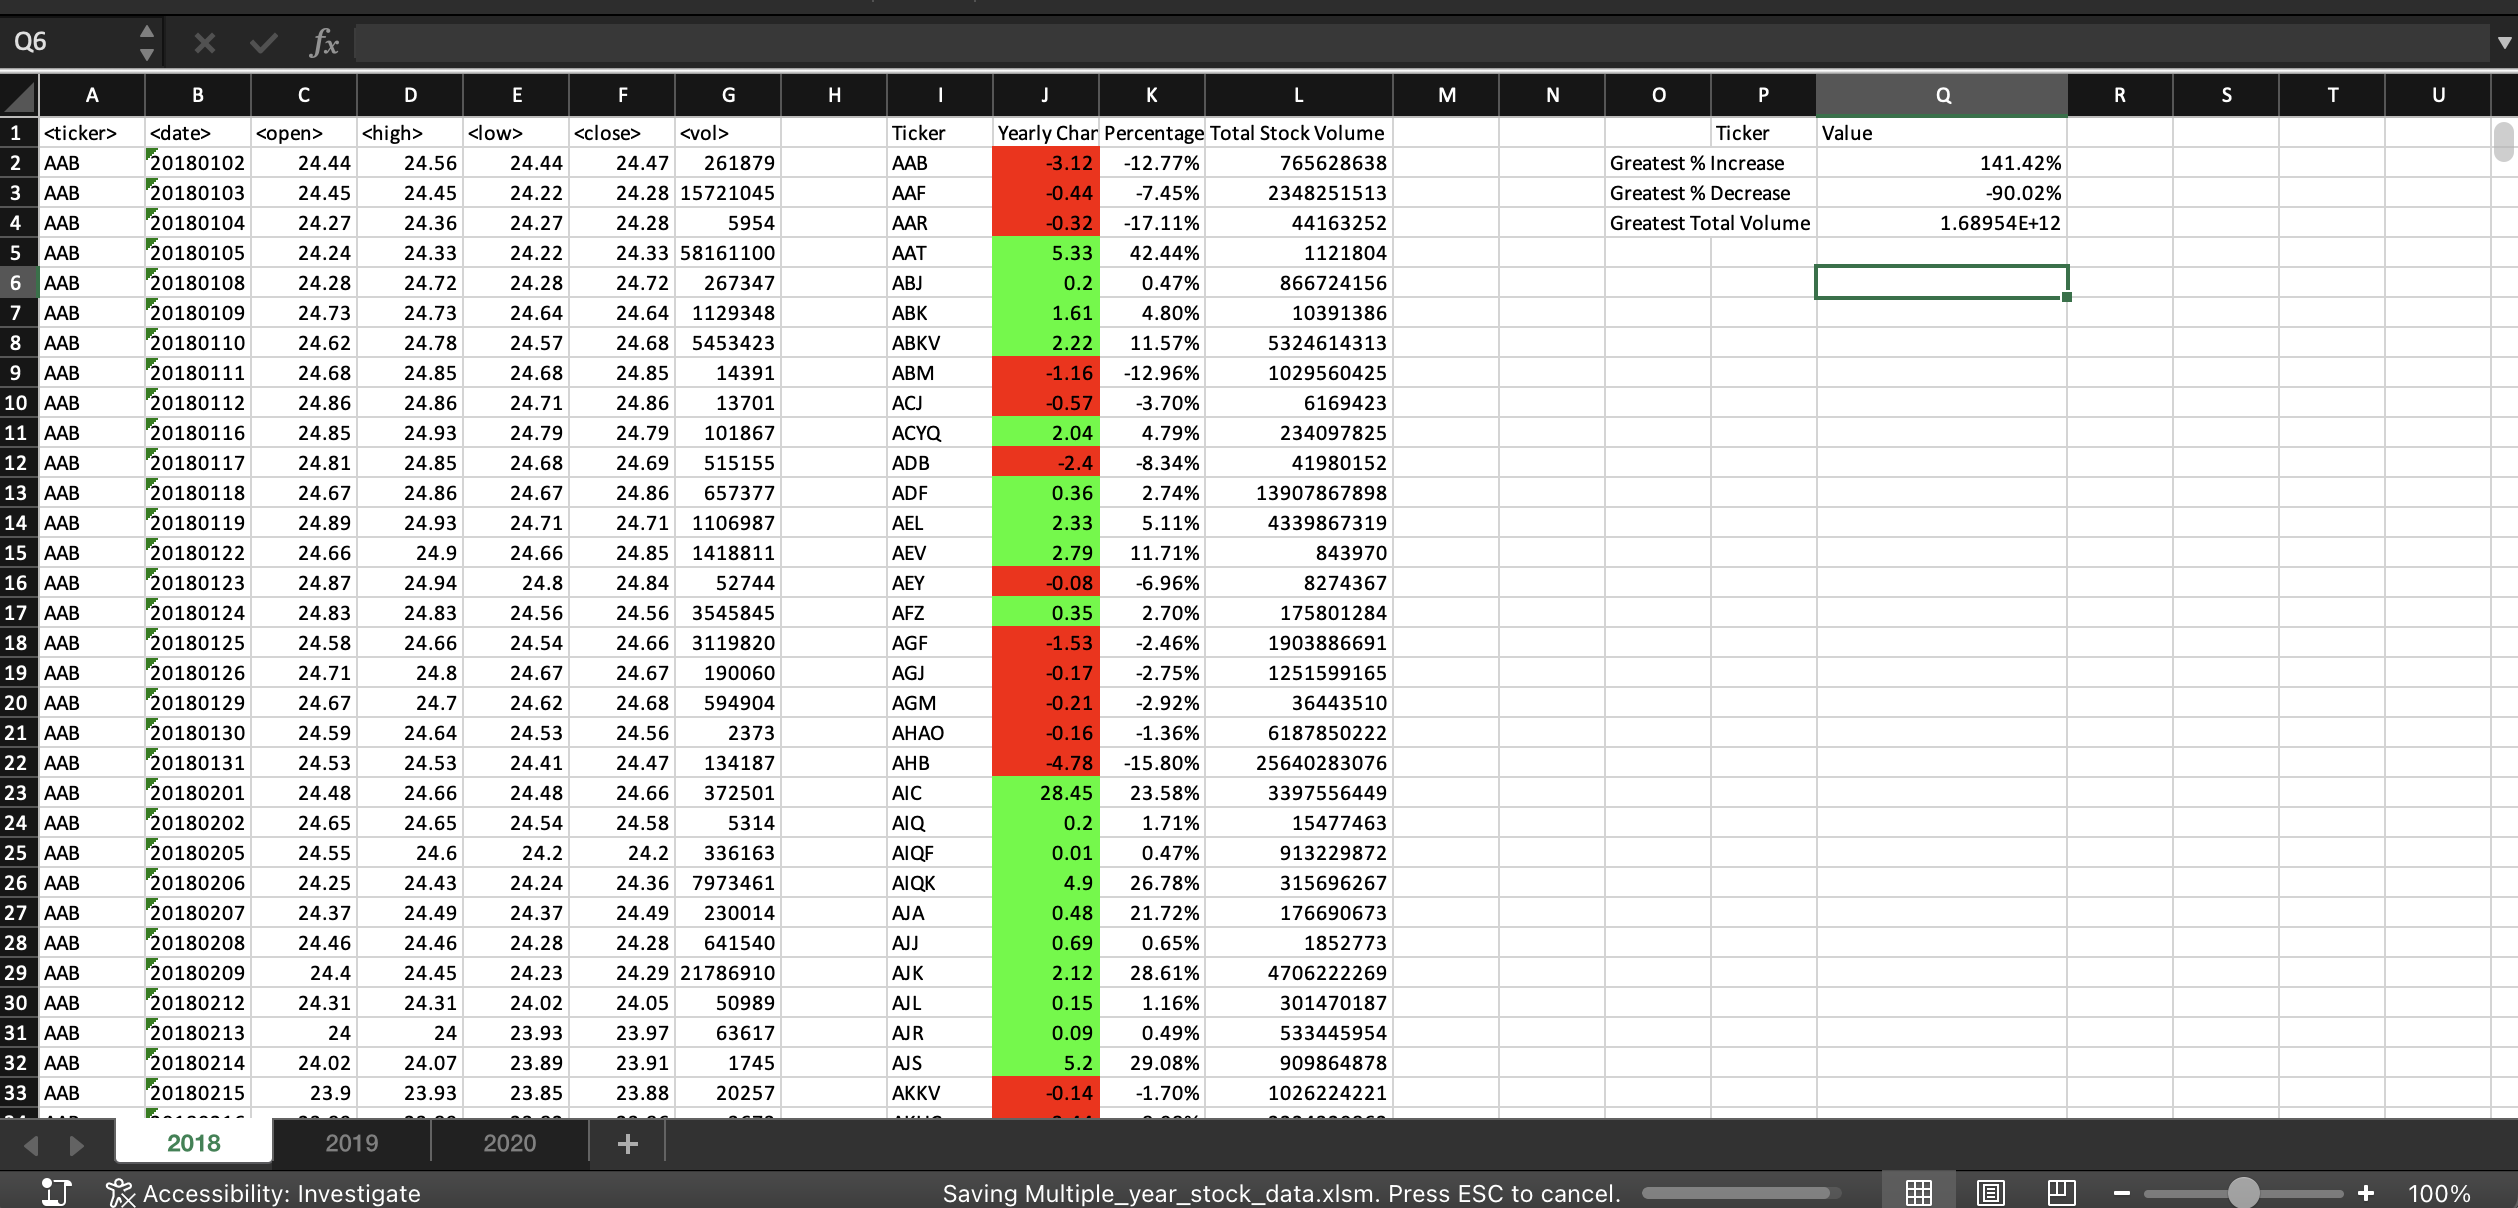 Q6 fx
A B C D E F G H I J K L M N O P Q R S T U
1 <ticker> <date> <open> <high> <low> <close> <vol> Ticker Yearly Char Percentage Total Stock Volume Ticker Value
2 AAB 20180102 24.44 24.56 24.44 24.47 261879 AAB -3.12 -12.77% 765628638 Greatest % Increase 141.42%
3 AAB 20180103 24.45 24.45 24.22 24.28 15721045 AAF -0.44 -7.45% 2348251513 Greatest % Decrease -90.02%
4 AAB 20180104 24.27 24.36 24.27 24.28 5954 AAR -0.32 -17.11% 44163252 Greatest Total Volume 1.68954E+12
5 AAB 20180105 24.24 24.33 24.22 24.33 58161100 AAT 5.33 42.44% 1121804
6 AAB 20180108 24.28 24.72 24.28 24.72 267347 ABJ 0.2 0.47% 866724156
7 AAB 20180109 24.73 24.73 24.64 24.64 1129348 ABK 1.61 4.80% 10391386
8 AAB 20180110 24.62 24.78 24.57 24.68 5453423 ABKV 2.22 11.57% 5324614313
9 AAB 20180111 24.68 24.85 24.68 24.85 14391 ABM -1.16 -12.96% 1029560425
10 AAB 20180112 24.86 24.86 24.71 24.86 13701 ACJ -0.57 -3.70% 6169423
11 AAB 20180116 24.85 24.93 24.79 24.79 101867 ACYQ 2.04 4.79% 234097825
12 AAB 20180117 24.81 24.85 24.68 24.69 515155 ADB -2.4 -8.34% 41980152
13 AAB 20180118 24.67 24.86 24.67 24.86 657377 ADF 0.36 2.74% 13907867898
14 AAB 20180119 24.89 24.93 24.71 24.71 1106987 AEL 2.33 5.11% 4339867319
15 AAB 20180122 24.66 24.9 24.66 24.85 1418811 AEV 2.79 11.71% 843970
16 AAB 20180123 24.87 24.94 24.8 24.84 52744 AEY -0.08 -6.96% 8274367
17 AAB 20180124 24.83 24.83 24.56 24.56 3545845 AFZ 0.35 2.70% 175801284
18 AAB 20180125 24.58 24.66 24.54 24.66 3119820 AGF -1.53 -2.46% 1903886691
19 AAB 20180126 24.71 24.8 24.67 24.67 190060 AGJ -0.17 -2.75% 1251599165
20 AAB 20180129 24.67 24.7 24.62 24.68 594904 AGM -0.21 -2.92% 36443510
21 AAB 20180130 24.59 24.64 24.53 24.56 2373 AHAO -0.16 -1.36% 6187850222
22 AAB 20180131 24.53 24.53 24.41 24.47 134187 AHB -4.78 -15.80% 25640283076
23 AAB 20180201 24.48 24.66 24.48 24.66 372501 AIC 28.45 23.58% 3397556449
24 AAB 20180202 24.65 24.65 24.54 24.58 5314 AIQ 0.2 1.71% 15477463
25 AAB 20180205 24.55 24.6 24.2 24.2 336163 AIQF 0.01 0.47% 913229872
26 AAB 20180206 24.25 24.43 24.24 24.36 7973461 AIQK 4.9 26.78% 315696267
27 AAB 20180207 24.37 24.49 24.37 24.49 230014 AJA 0.48 21.72% 176690673
28 AAB 20180208 24.46 24.46 24.28 24.28 641540 AJJ 0.69 0.65% 1852773
29 AAB 20180209 24.4 24.45 24.23 24.29 21786910 AJK 2.12 28.61% 4706222269
30 AAB 20180212 24.31 24.31 24.02 24.05 50989 AJL 0.15 1.16% 301470187
31 AAB 20180213 24 24 23.93 23.97 63617 AJR 0.09 0.49% 533445954
32 AAB 20180214 24.02 24.07 23.89 23.91 1745 AJS 5.2 29.08% 909864878
33 AAB 20180215 23.9 23.93 23.85 23.88 20257 AKKV -0.14 -1.70% 1026224221
2018 2019 2020 +
Accessibility: Investigate Saving Multiple_year_stock_data.xlsm. Press ESC to cancel. − + 100%